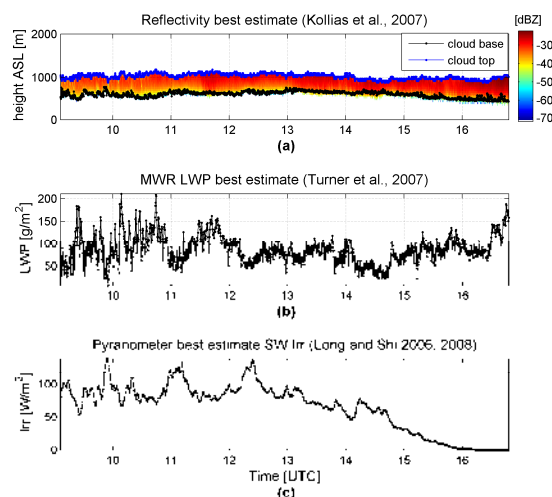 Reflectivity best estimate (Kollias et al., 2007)
[dBZ]
cloud base
cloud top
height ASL [m]
2000
1000
0
-30
-40
-50
-60
-70
10 11 12 13 14 15 16
(a)
MWR LWP best estimate (Turner et al., 2007)
LWP [g/m²]
200
150
100
50
10 11 12 13 14 15 16
(b)
Pyranometer best estimate SW Irr (Long and Shi 2006, 2008)
Irr [W/m²]
100
50
0
10 11 12 13 14 15 16
Time [UTC]
(c)